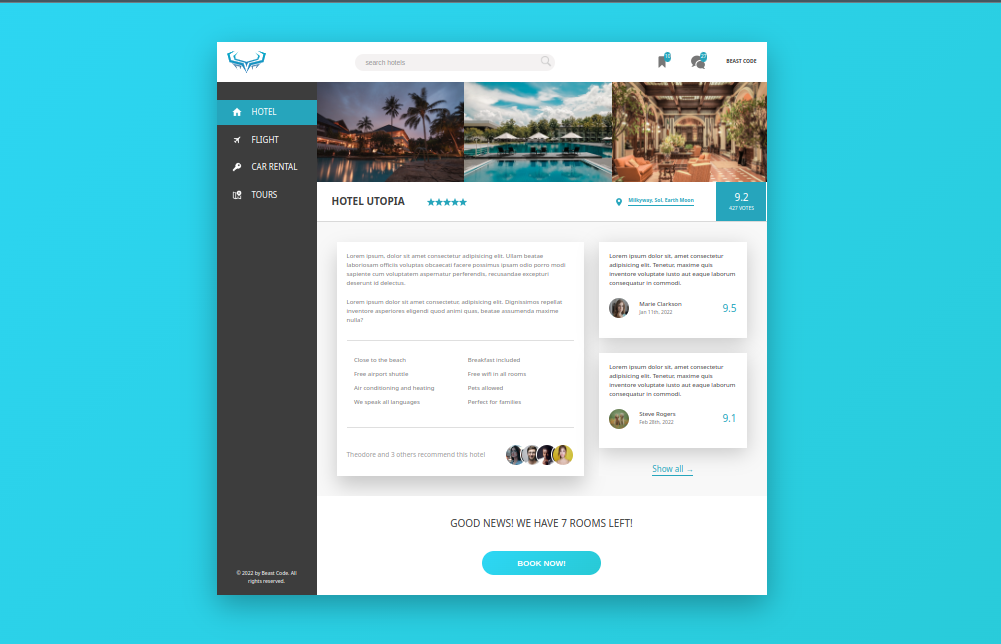 search hotels
BEAST CODE
HOTEL
FLIGHT
CAR RENTAL
TOURS
HOTEL UTOPIA
Milkyway, Sol. Earth Moon
9.2
427 VOTES
Lorem ipsum, dolor sit amet consectetur adipisicing elit. Ullam beatae
laboriosam officiis voluptas obcaecati facere possimus ipsam odio porro modi
sapiente cum voluptatem aspernatur perferendis, recusandae excepturi
deserunt id delectus.
Lorem ipsum dolor sit amet consectetur, adipisicing elit. Dignissimos repellat
inventore asperiores eligendi quod animi quas, beatae assumenda maxime
nulla?
Close to the beach
Breakfast included
Free airport shuttle
Free wifi in all rooms
Air conditioning and heating
Pets allowed
We speak all languages
Perfect for families
Theodore and 3 others recommend this hotel
Lorem ipsum dolor sit amet consectetur,
adipisicing elit. Tenetur, maxime quis
inventore voluptate iusto aut eaque laborum
consequatur in commodi.
Marie Clarkson
Jan 11th, 2022
9.5
Lorem ipsum dolor sit amet consectetur,
adipisicing elit. Tenetur, maxime quis
inventore voluptate iusto aut eaque laborum
consequatur in commodi.
Steve Rogers
Feb 28th, 2022
9.1
Show all →
GOOD NEWS! WE HAVE 7 ROOMS LEFT!
BOOK NOW!
© 2022 by Beast Code. All
rights reserved.